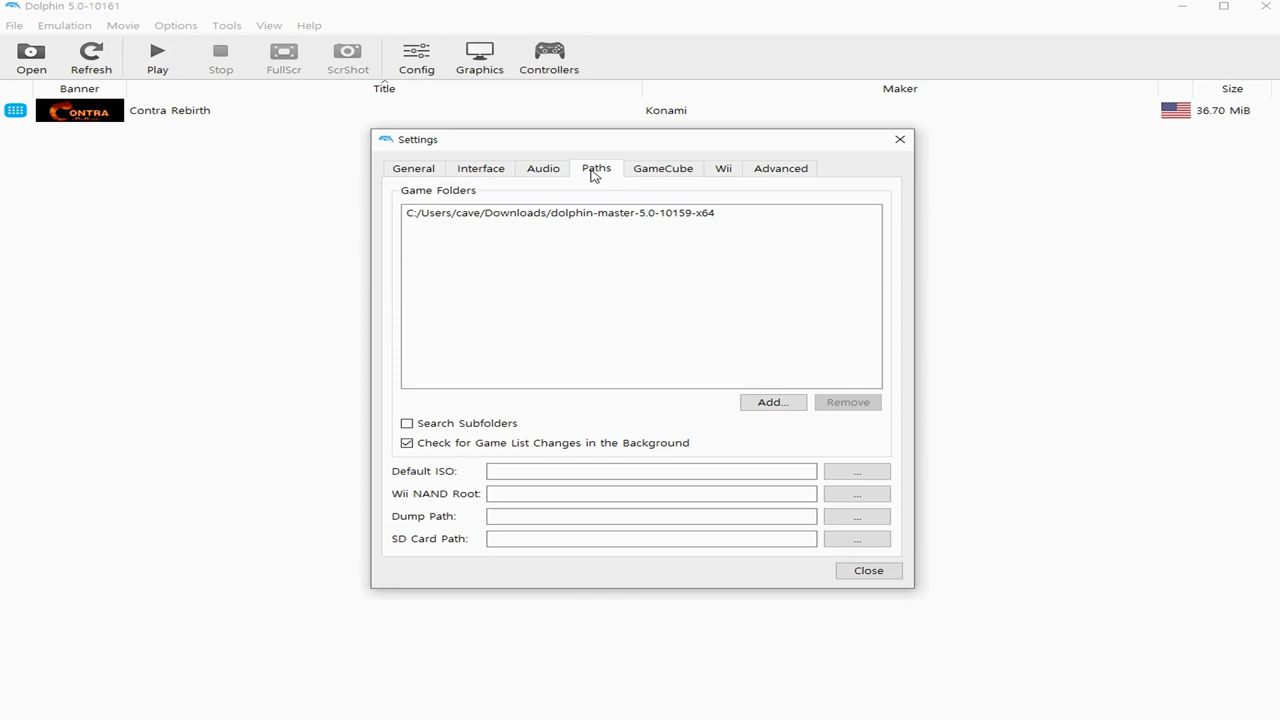 Dolphin 5.0-10161
File Emulation Movie Options Tools View Help
Open Refresh Play Stop FullScr ScrShot Config Graphics Controllers
Banner Title Maker Size
CONTRA Contra Rebirth Konami 36.70 MiB
Settings
General Interface Audio Paths GameCube Wii Advanced
Game Folders
C:/Users/cave/Downloads/dolphin-master-5.0-10159-x64
Add... Remove
Search Subfolders
Check for Game List Changes in the Background
Default ISO: ...
Wii NAND Root: ...
Dump Path: ...
SD Card Path: ...
Close